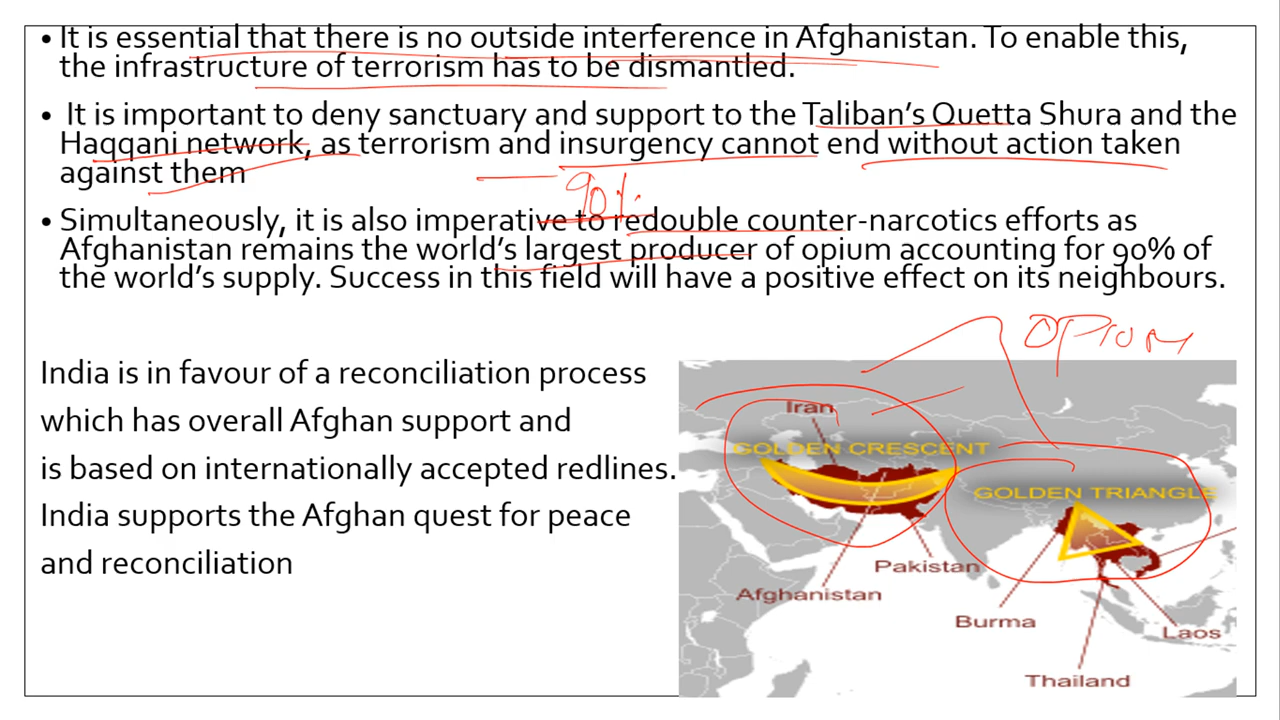 • It is essential that there is no outside interference in Afghanistan. To enable this,
the infrastructure of terrorism has to be dismantled.
• It is important to deny sanctuary and support to the Taliban's Quetta Shura and the
Haqqani network, as terrorism and insurgency cannot end without action taken
against them
90%
• Simultaneously, it is also imperative to redouble counter-narcotics efforts as
Afghanistan remains the world's largest producer of opium accounting for 90% of
the world's supply. Success in this field will have a positive effect on its neighbours.
OPIUM
India is in favour of a reconciliation process
which has overall Afghan support and
is based on internationally accepted redlines.
India supports the Afghan quest for peace
and reconciliation
Iran
GOLDEN CRESCENT
GOLDEN TRIANGLE
Pakistan
Afghanistan
Burma
Laos
Thailand